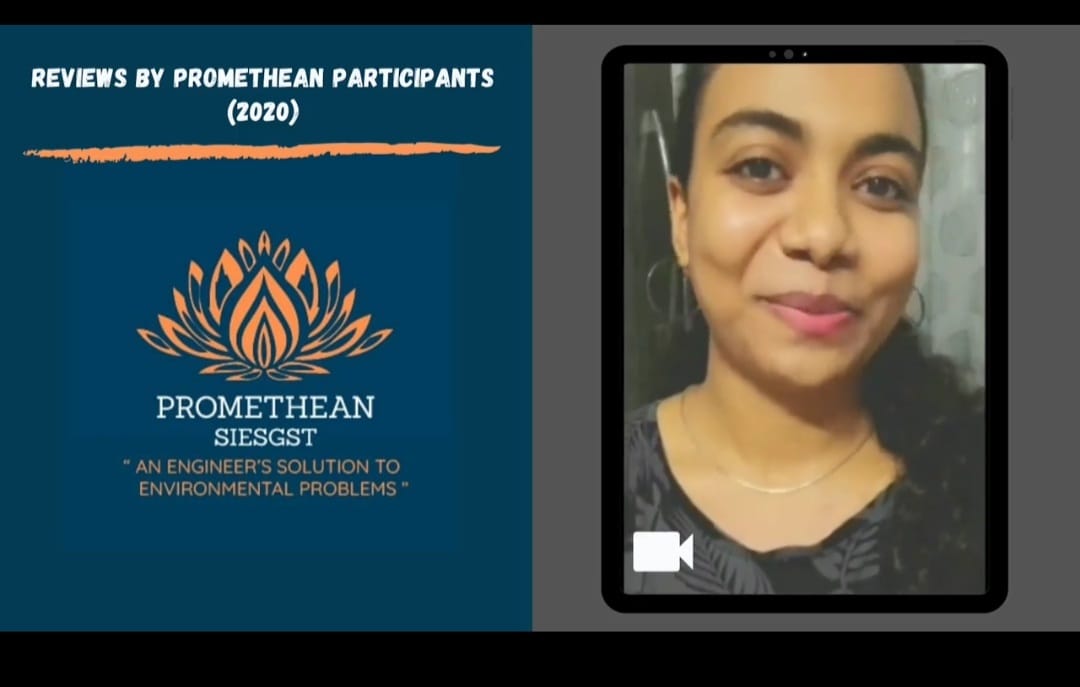 REVIEWS BY PROMETHEAN PARTICIPANTS
(2020)
PROMETHEAN
SIESGST
" AN ENGINEER'S SOLUTION TO
ENVIRONMENTAL PROBLEMS "